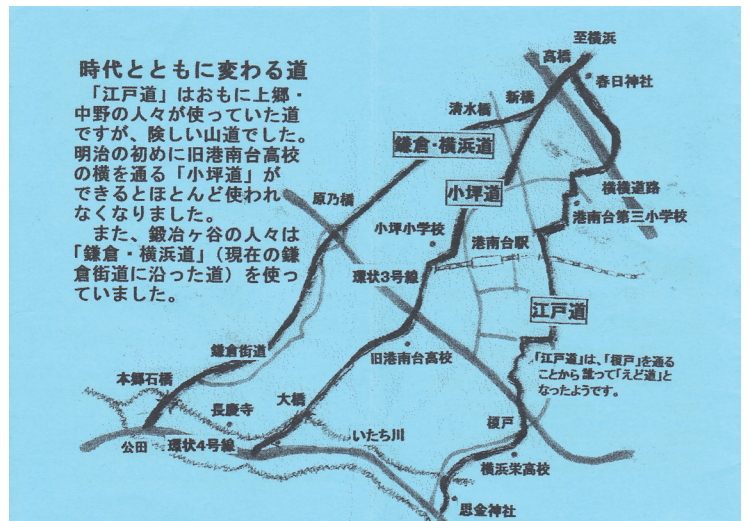 時代とともに変わる道
「江戸道」はおもに上郷・
中野の人々が使っていた道
ですが、険しい山道でした。
明治の初めに旧港南台高校
の横を通る「小坪道」が
できるとほとんど使われ
なくなりました。
また、鍛冶ヶ谷の人々は
「鎌倉・横浜道」（現在の鎌
倉街道に沿った道）を使っ
ていました。
至横浜
高橋
春日神社
新橋
清水橋
鎌倉・横浜道
小坪道
横横道路
原乃橋
港南台第三小学校
小坪小学校
港南台駅
環状3号線
江戸道
鎌倉街道
旧港南台高校
「江戸道」は、「榎戸」を通る
ことから訛って「えど道」と
なったようです。
本郷石橋
大橋
長慶寺
榎戸
いたち川
公田
環状4号線
横浜栄高校
思金神社